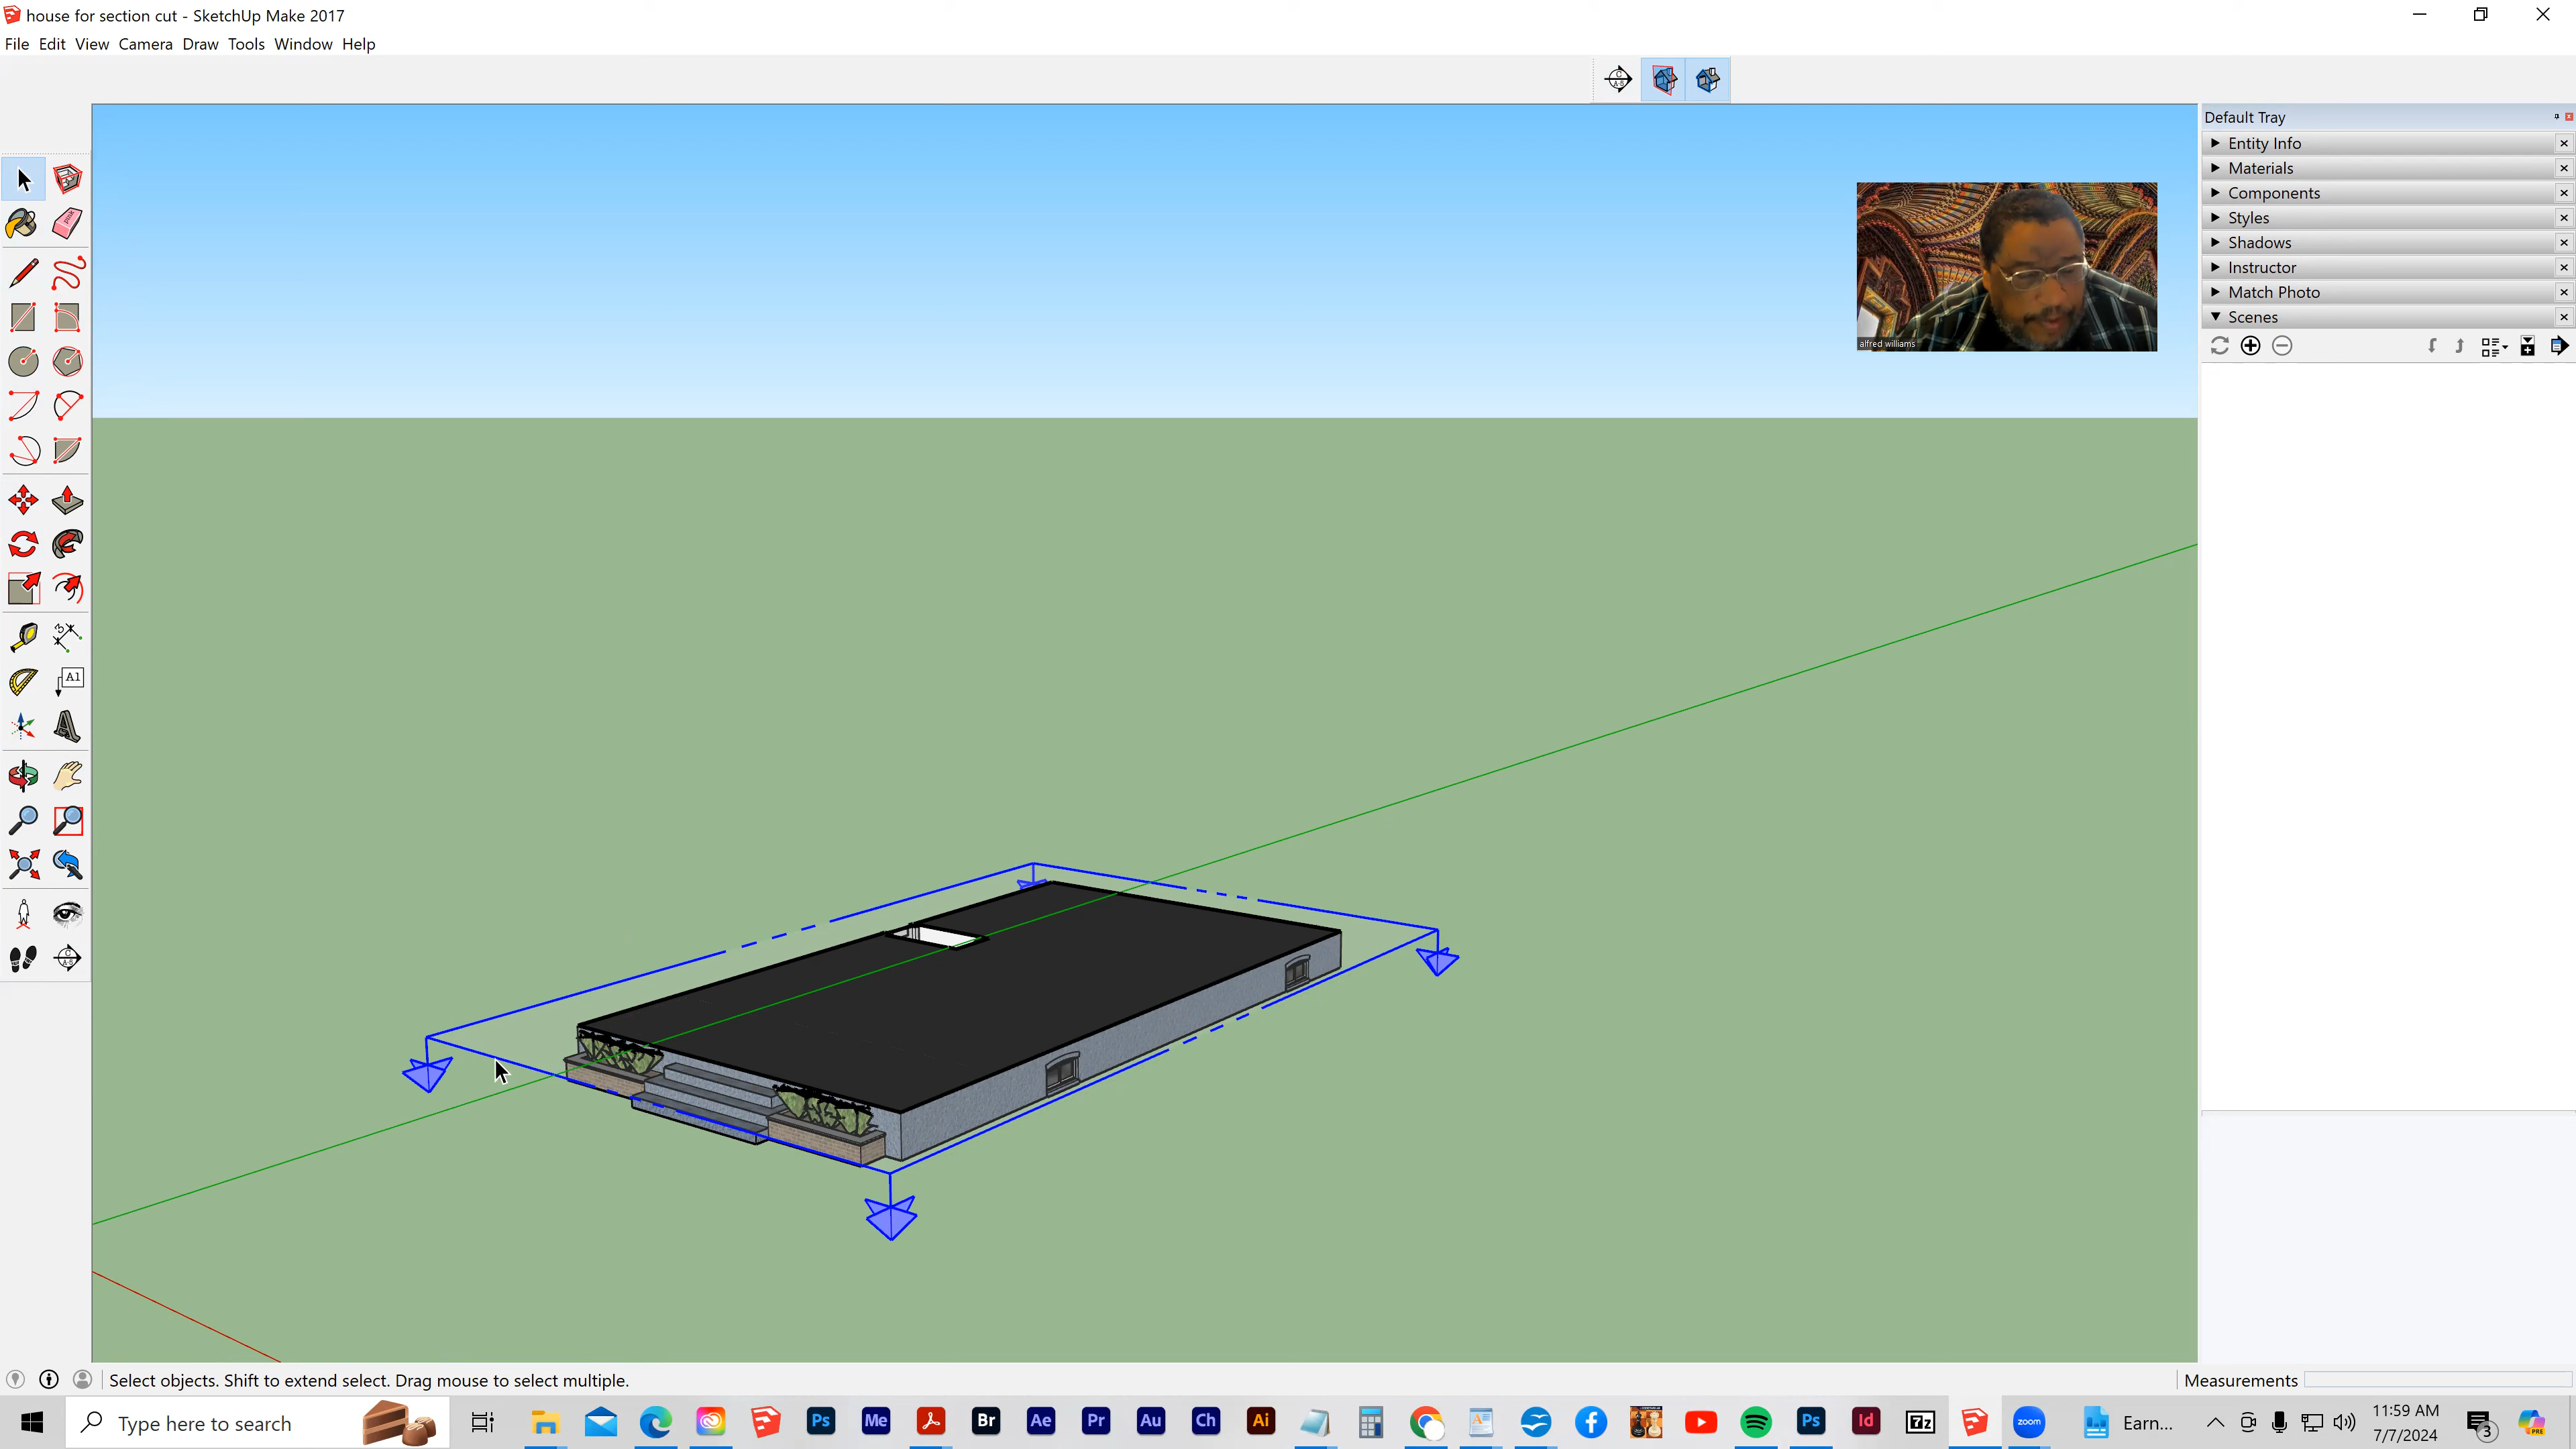 house for section cut - SketchUp Make 2017
File Edit View Camera Draw Tools Window Help
C
A-B
Default Tray
Entity Info
Materials
Components
Styles
Shadows
Instructor
Match Photo
Scenes
alfred williams
3
A1
C
A-B
Select objects. Shift to extend select. Drag mouse to select multiple.
Measurements
Type here to search
Ps
Me
Br
Ae
Pr
Au
Ch
Ai
Ps
Id
7z
zoom
Earn...
11:59 AM
7/7/2024
3
PRE